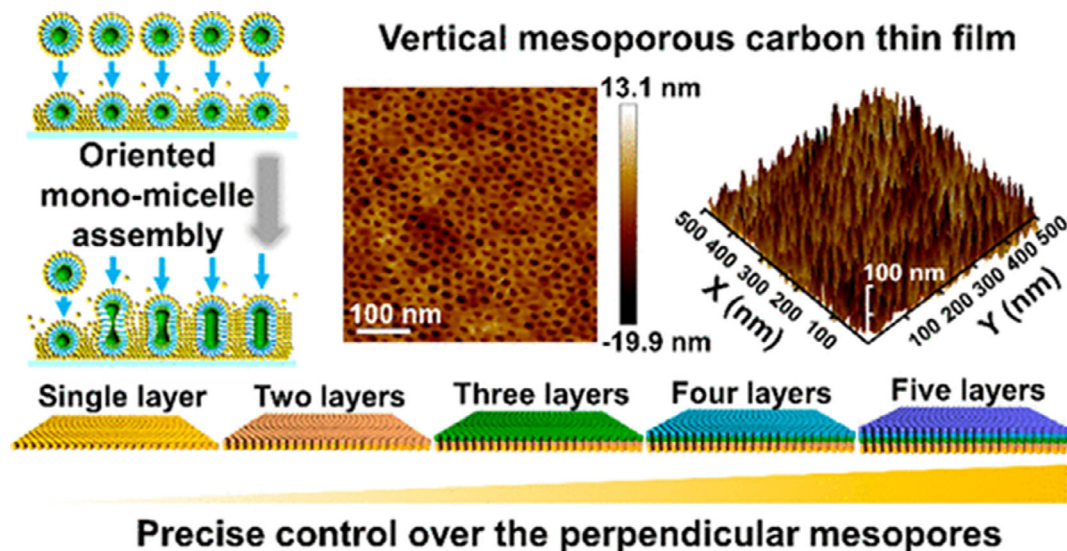 Vertical mesoporous carbon thin film
13.1 nm
Oriented
mono-micelle
assembly
100 nm
-19.9 nm
500
400
300
200
100
X (nm)
100 nm
500
400
300
200
100
Y (nm)
Single layer
Two layers
Three layers
Four layers
Five layers
Precise control over the perpendicular mesopores